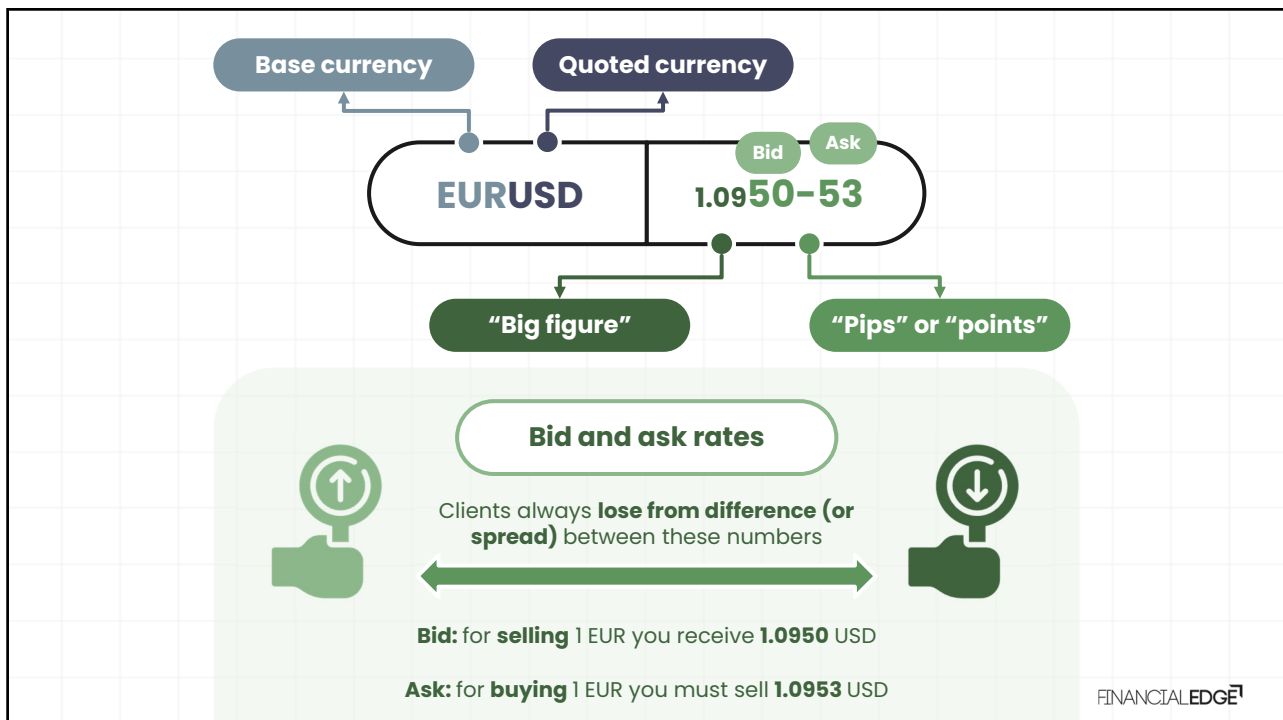 Base currency
Quoted currency
Bid
Ask
EURUSD
1.0950-53
“Big figure”
“Pips” or “points”
Bid and ask rates
Clients always lose from difference (or
spread) between these numbers
Bid: for selling 1 EUR you receive 1.0950 USD
Ask: for buying 1 EUR you must sell 1.0953 USD
FINANCIALEDGE